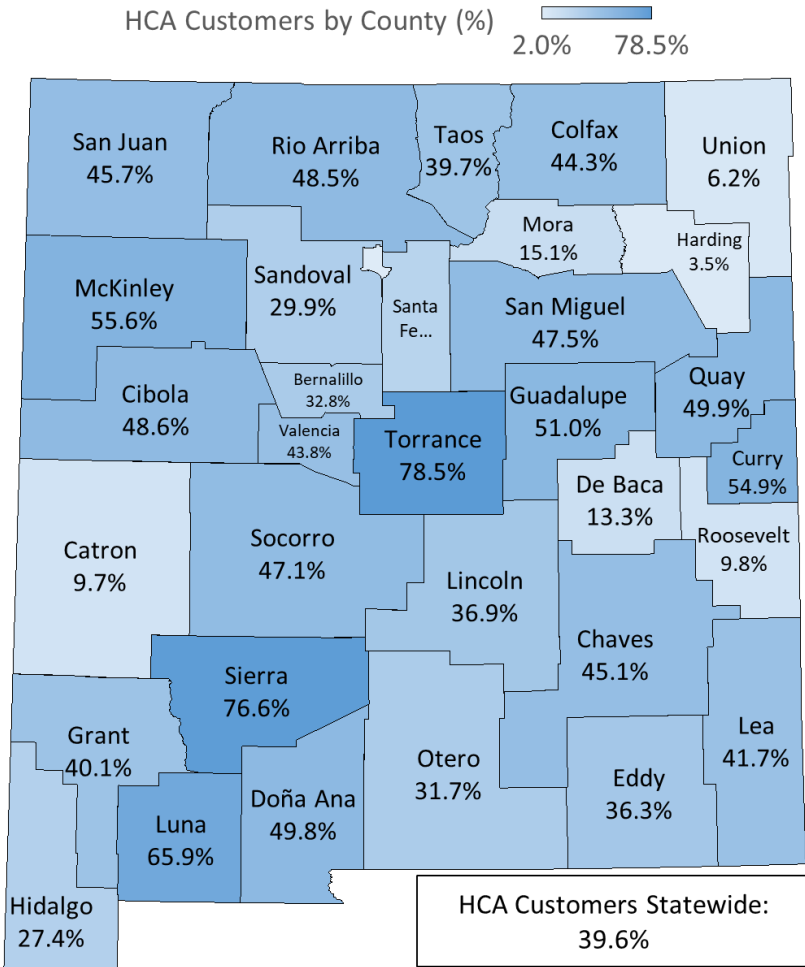 HCA Customers by County (%)
2.0% 78.5%
San Juan
45.7%
Rio Arriba
48.5%
Taos
39.7%
Colfax
44.3%
Union
6.2%
Mora
15.1%
Harding
3.5%
McKinley
55.6%
Sandoval
29.9%
Santa
Fe...
San Miguel
47.5%
Cibola
48.6%
Bernalillo
32.8%
Valencia
43.8%
Torrance
78.5%
Guadalupe
51.0%
Quay
49.9%
Curry
54.9%
De Baca
13.3%
Roosevelt
9.8%
Catron
9.7%
Socorro
47.1%
Lincoln
36.9%
Chaves
45.1%
Sierra
76.6%
Grant
40.1%
Luna
65.9%
Doña Ana
49.8%
Otero
31.7%
Eddy
36.3%
Lea
41.7%
Hidalgo
27.4%
HCA Customers Statewide:
39.6%